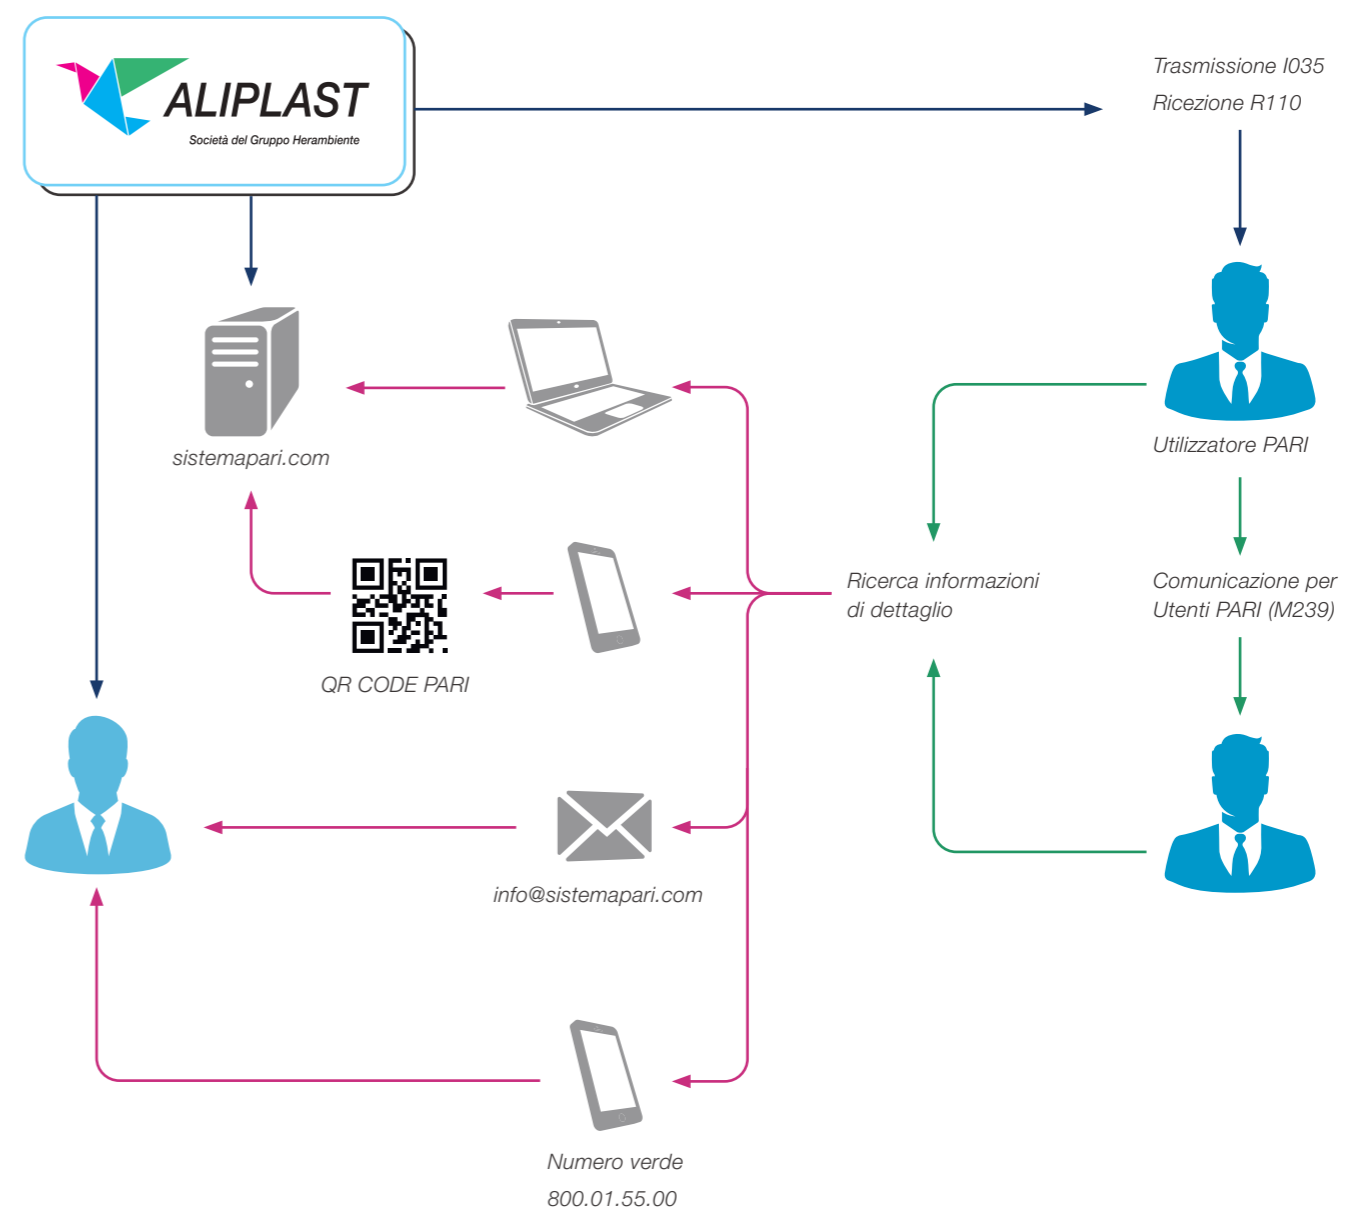 ALIPLAST
Società del Gruppo Herambiente
Trasmissione I035
Ricezione R110
sistemapari.com
Utilizzatore PARI
Ricerca informazioni
di dettaglio
Comunicazione per
Utenti PARI (M239)
QR CODE PARI
info@sistemapari.com
Numero verde
800.01.55.00